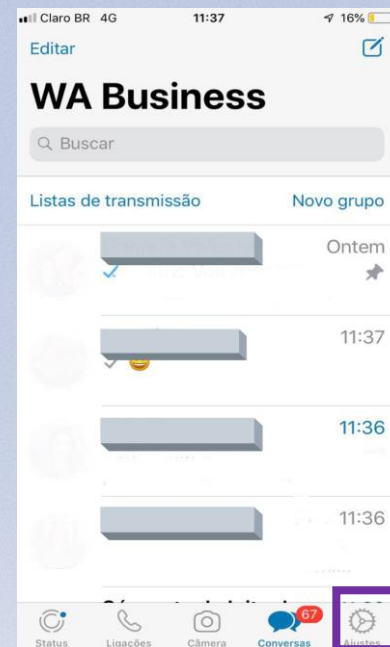 Claro BR 4G 11:37 16%
Editar
WA Business
Buscar
Listas de transmissão Novo grupo
Ontem
11:37
11:36
11:36
67
Status Ligações Câmera Conversas Ajustes